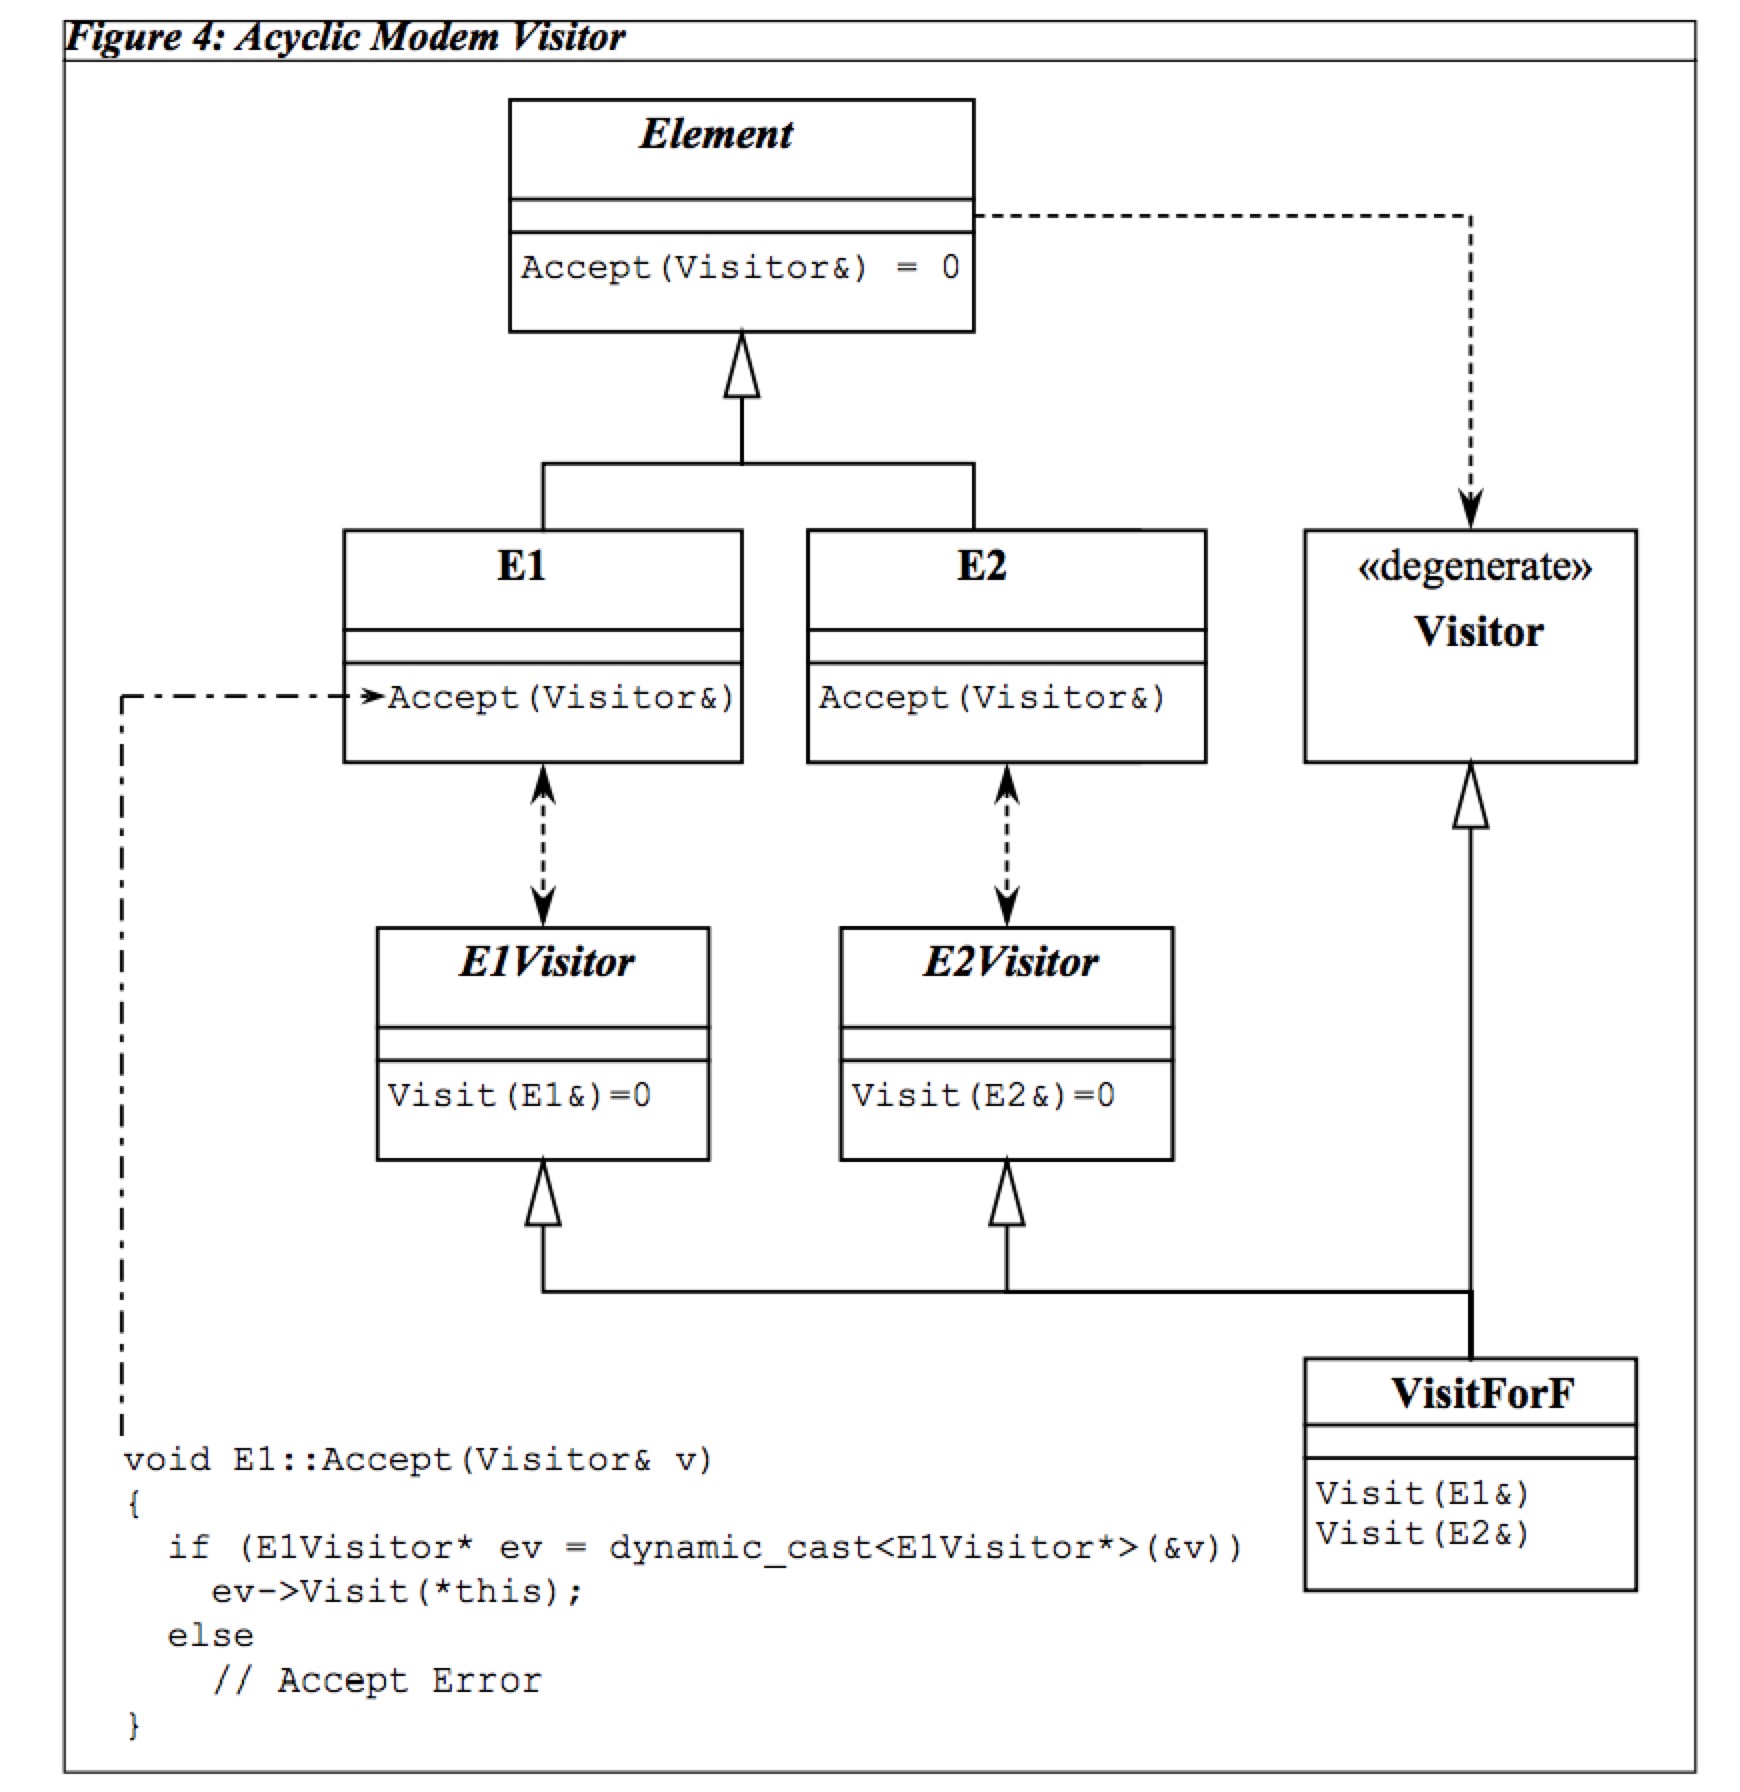 Figure 4: Acyclic Modem Visitor
Element
Accept(Visitor&) = 0
E1
Accept(Visitor&)
E2
Accept(Visitor&)
«degenerate»
Visitor
E1Visitor
Visit(E1&)=0
E2Visitor
Visit(E2&)=0
VisitForF
Visit(E1&)
Visit(E2&)
void E1::Accept(Visitor& v)
{
  if (E1Visitor* ev = dynamic_cast<E1Visitor*>(&v))
    ev->Visit(*this);
  else
    // Accept Error
}